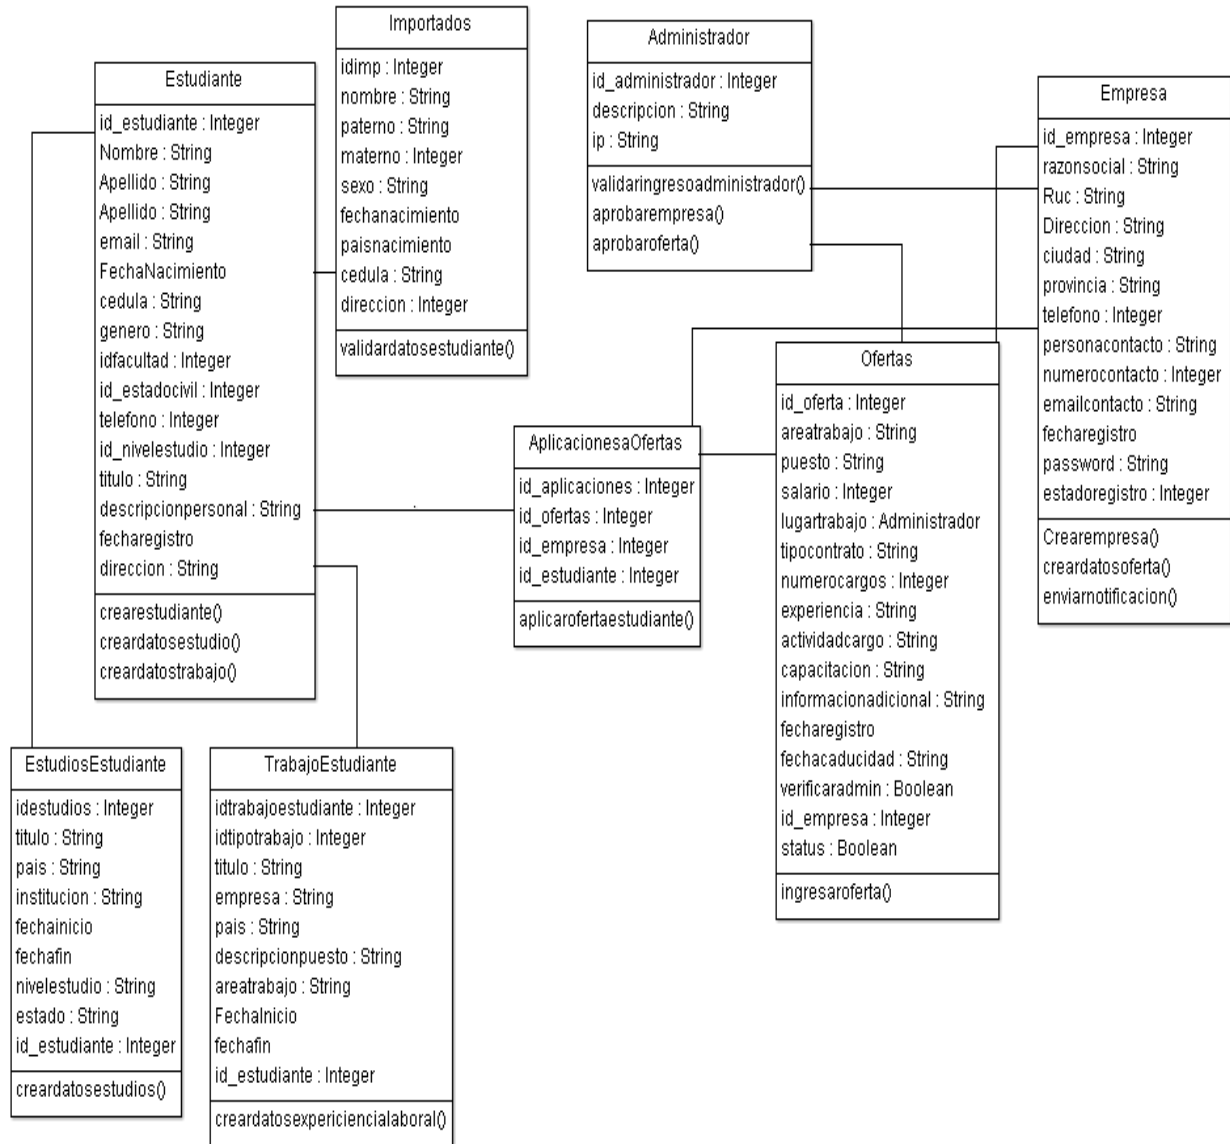 Importados
idimp : Integer
nombre : String
paterno : String
materno : Integer
sexo : String
fechanacimiento
paisnacimiento
cedula : String
direccion : Integer
validardatosestudiante()
Administrador
id_administrador : Integer
descripcion : String
ip : String
validaringresoadministrador()
aprobarempresa()
aprobaroferta()
Estudiante
id_estudiante : Integer
Nombre : String
Apellido : String
Apellido : String
email : String
FechaNacimiento
cedula : String
genero : String
idfacultad : Integer
id_estadocivil : Integer
telefono : Integer
id_nivelestudio : Integer
titulo : String
descripcionpersonal : String
fecharegistro
direccion : String
crearestudiante()
creardatosestudio()
creardatostrabajo()
Empresa
id_empresa : Integer
razonsocial : String
Ruc : String
Direccion : String
ciudad : String
provincia : String
telefono : Integer
personacontacto : String
numerocontacto : Integer
emailcontacto : String
fecharegistro
password : String
estadoregistro : Integer
Crearempresa()
creardatosoferta()
enviarnotificacion()
Ofertas
id_oferta : Integer
areatrabajo : String
puesto : String
salario : Integer
lugartrabajo : Administrador
tipocontrato : String
numerocargos : Integer
experiencia : String
actividadcargo : String
capacitacion : String
informacionadicional : String
fecharegistro
fechacaducidad : String
verificaradmin : Boolean
id_empresa : Integer
status : Boolean
ingresaroferta()
AplicacionesaOfertas
id_aplicaciones : Integer
id_ofertas : Integer
id_empresa : Integer
id_estudiante : Integer
aplicarofertaestudiante()
EstudiosEstudiante
idestudios : Integer
titulo : String
pais : String
institucion : String
fechainicio
fechafin
nivelestudio : String
estado : String
id_estudiante : Integer
creardatosestudios()
TrabajoEstudiante
idtrabajoestudiante : Integer
idtipotrabajo : Integer
titulo : String
empresa : String
pais : String
descripcionpuesto : String
areatrabajo : String
FechaInicio
fechafin
id_estudiante : Integer
creardatosexpericiencialaboral()